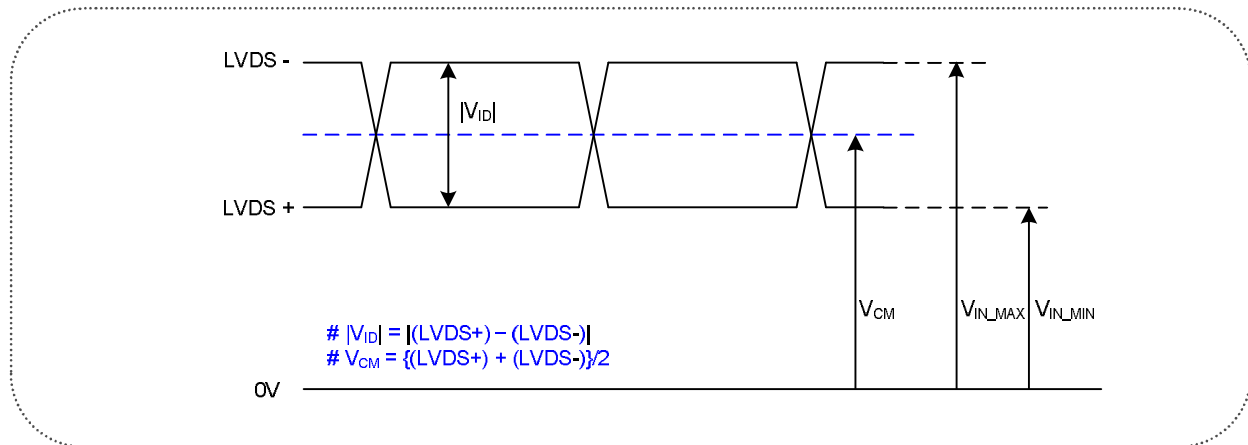 LVDS -
|VID|
LVDS +
VCM
VIN_MAX
VIN_MIN
# |VID| = |(LVDS+) – (LVDS-)|
# VCM = {(LVDS+) + (LVDS-)}/2
0V